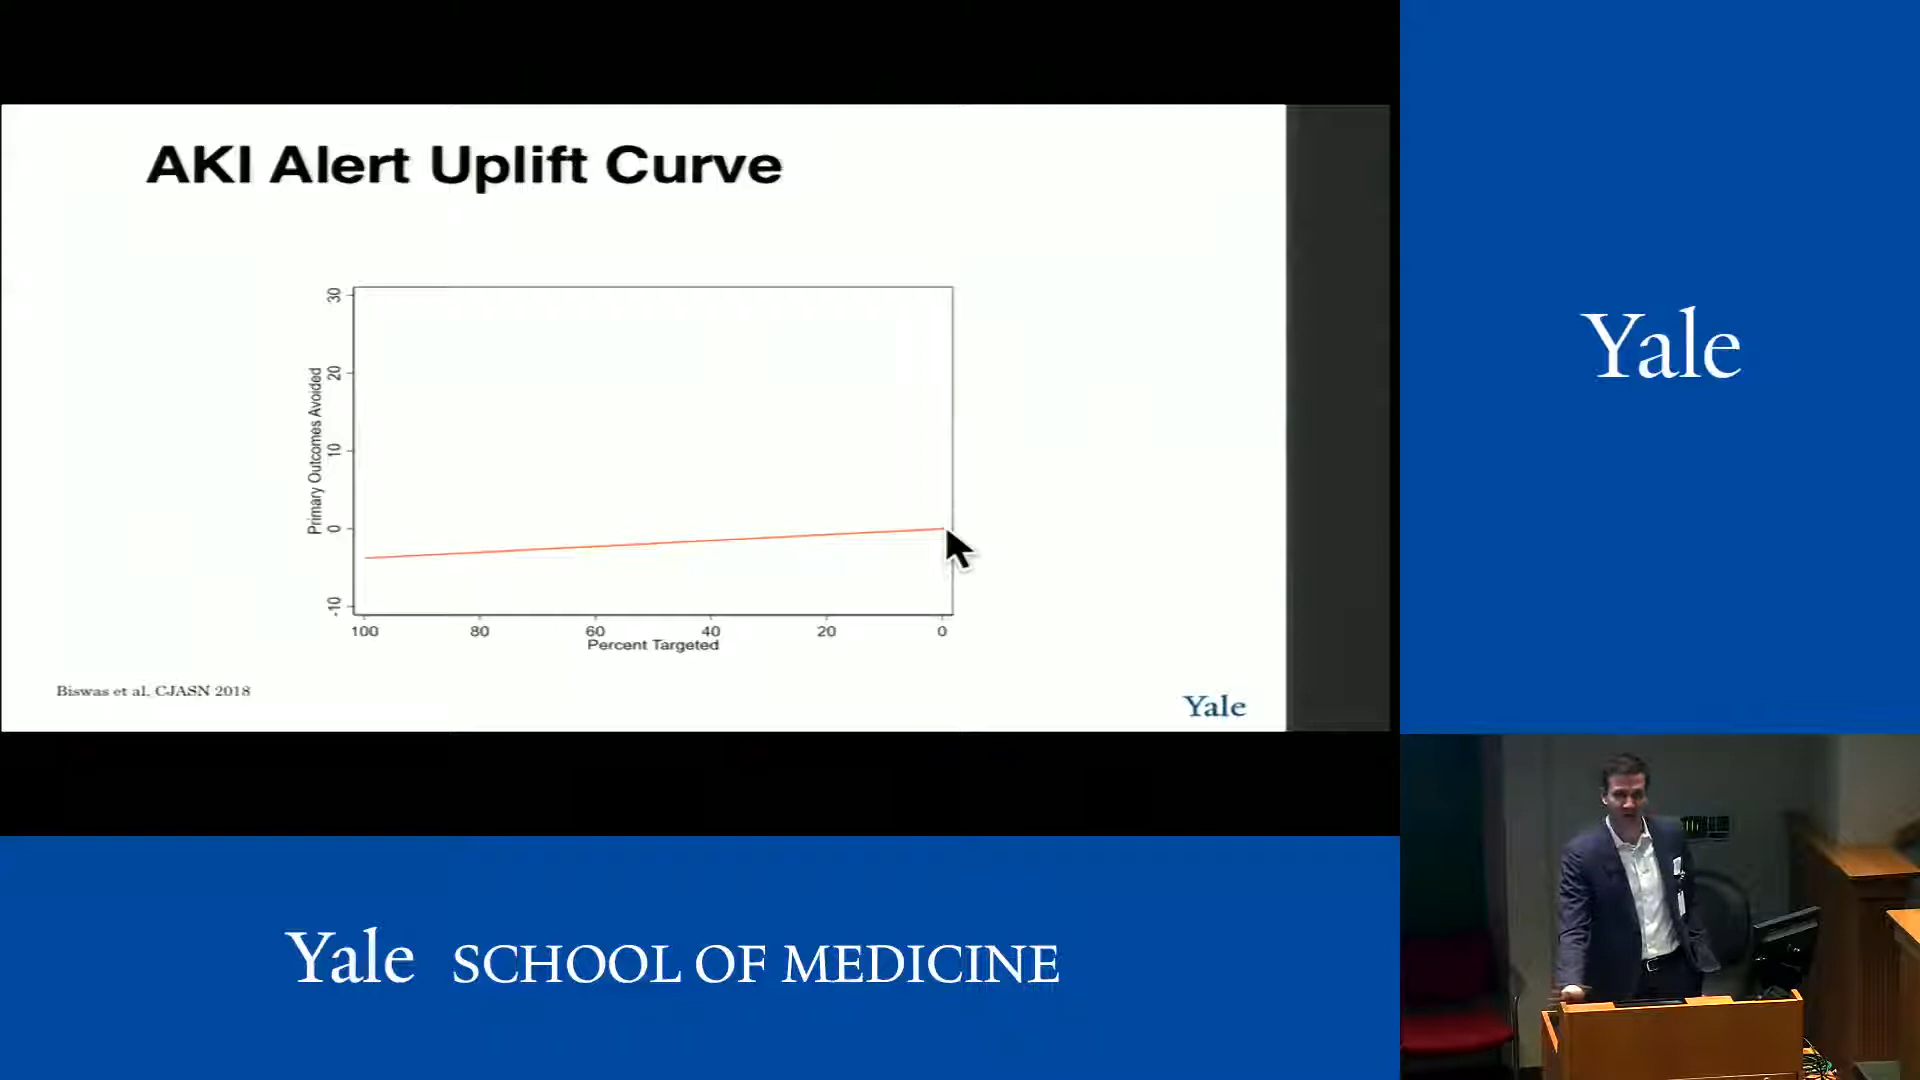 AKI Alert Uplift Curve
Primary Outcomes Avoided
30
20
10
0
-10
100 80 60 40 20 0
Percent Targeted
Biswas et al, CJASN 2018
Yale
Yale
Yale SCHOOL OF MEDICINE